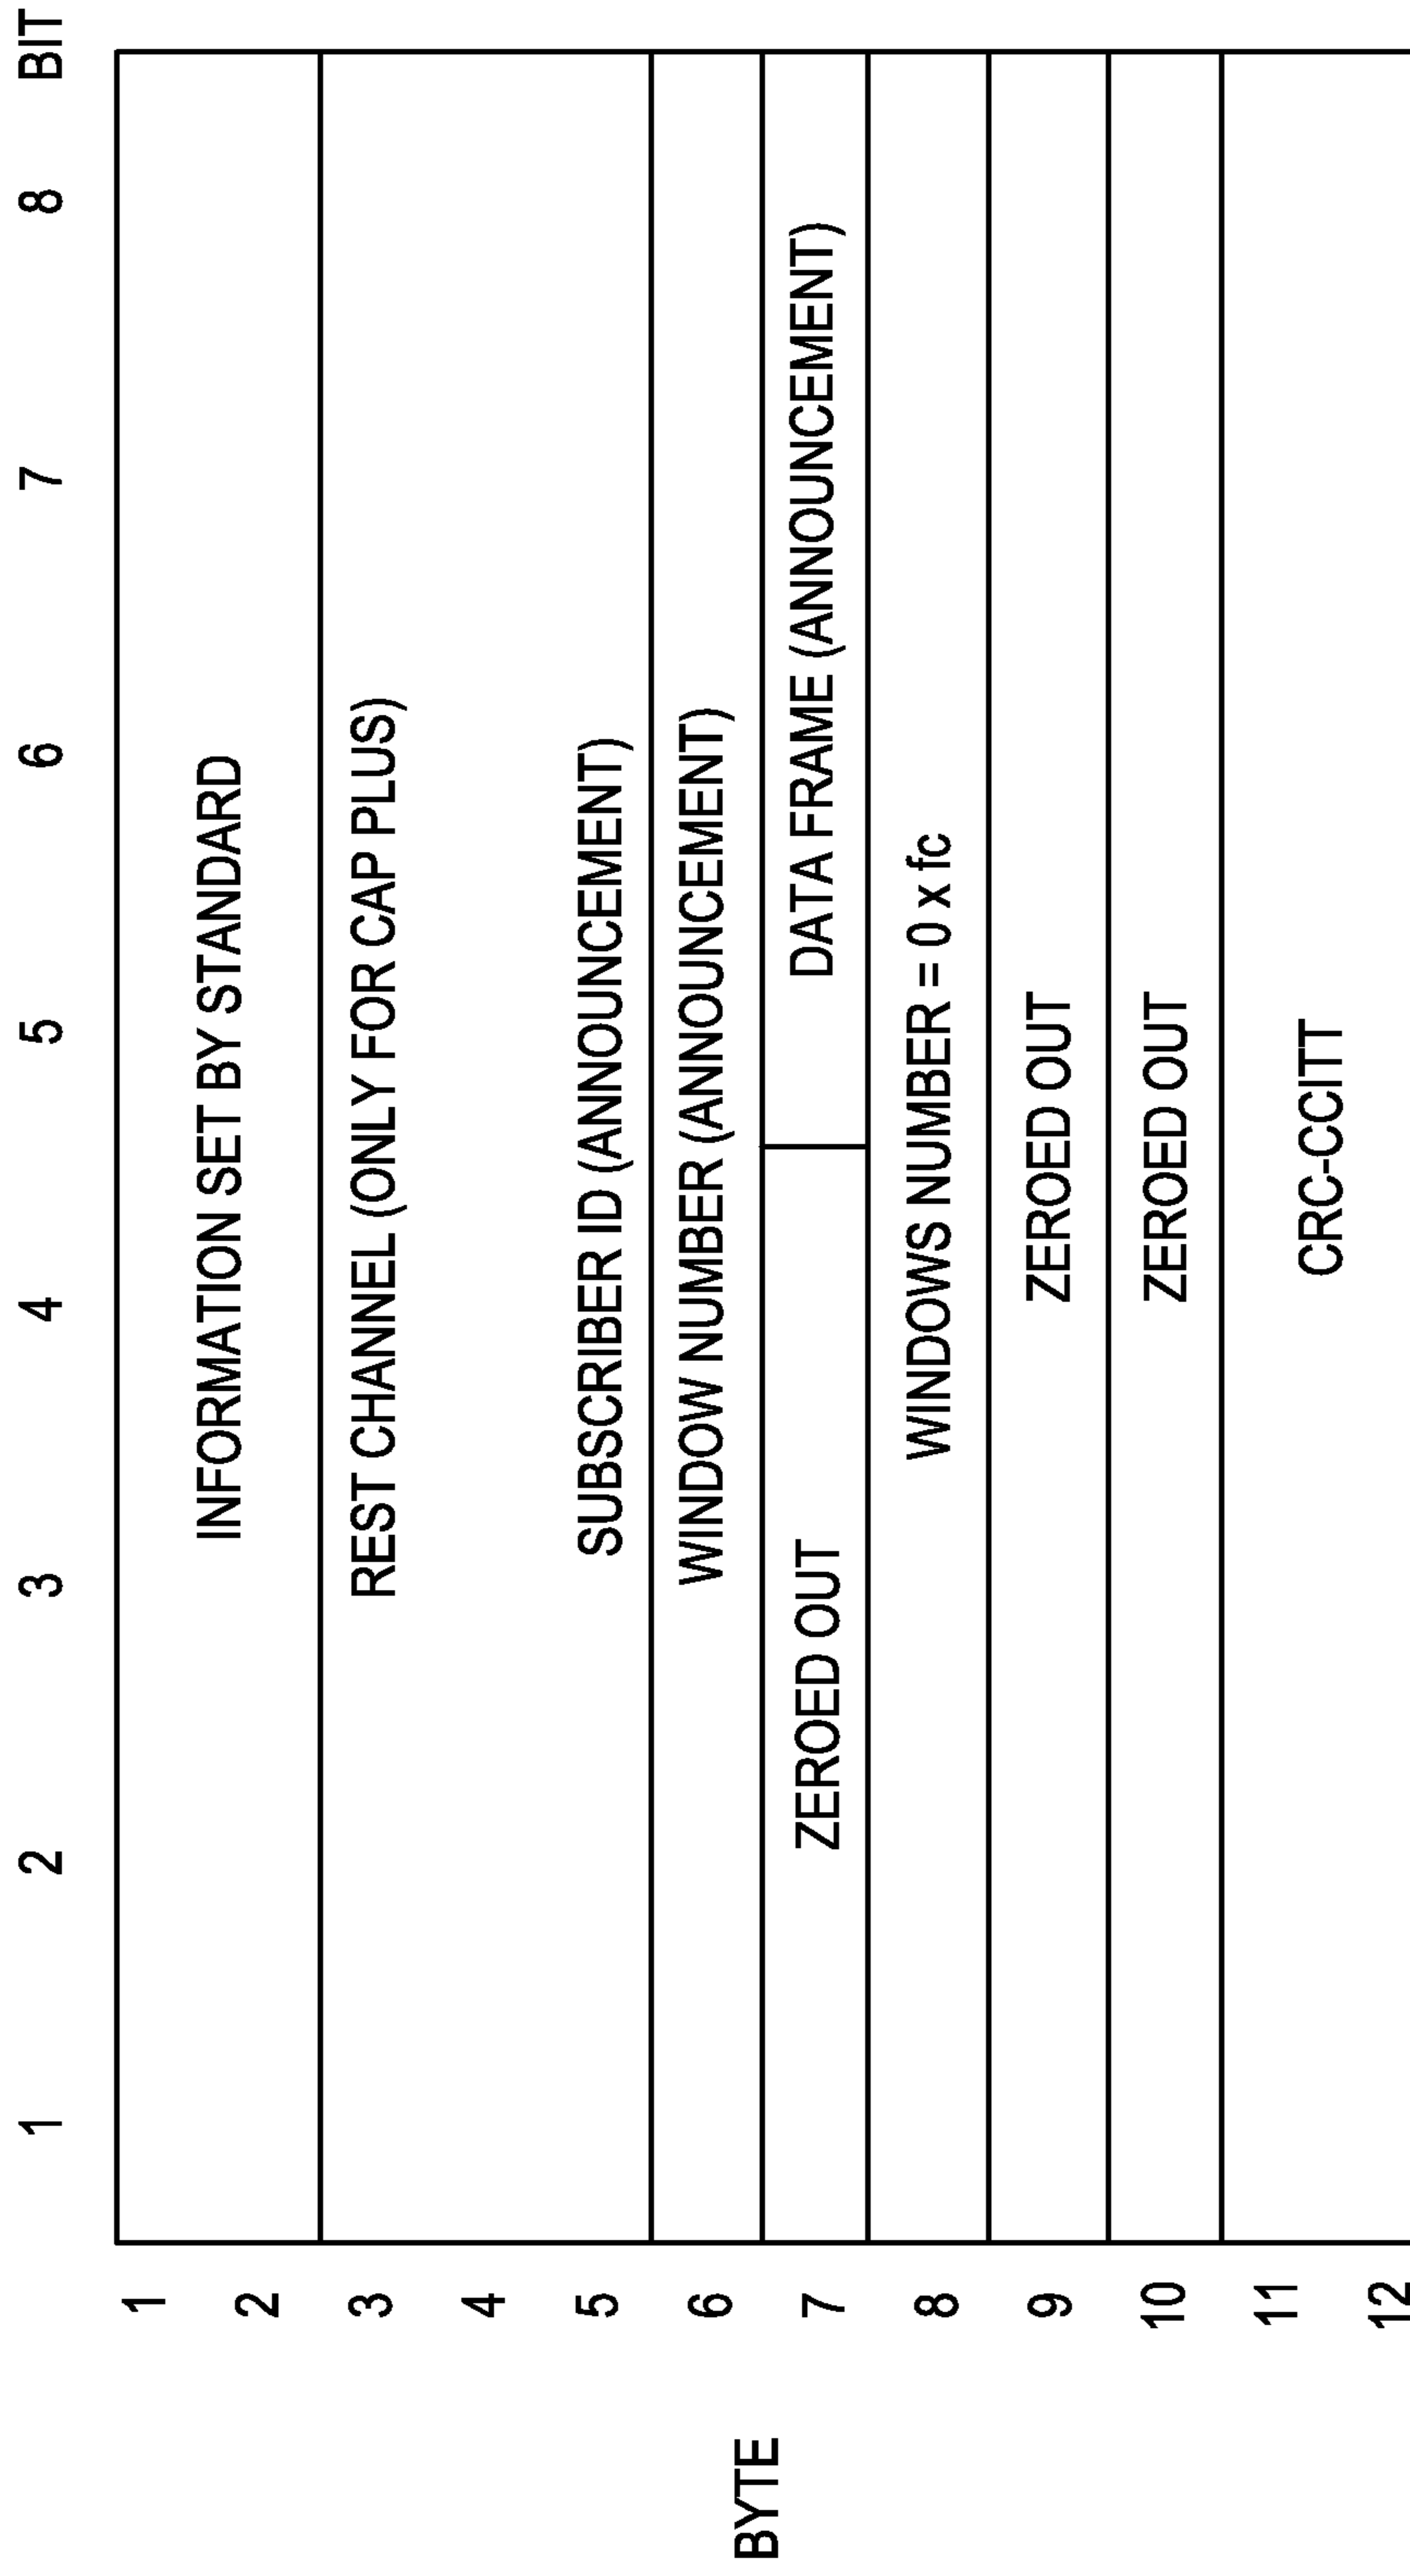 1 2 3 4 5 6 7 8 BIT
BYTE
1
INFORMATION SET BY STANDARD
2
3 REST CHANNEL (ONLY FOR CAP PLUS)
4
5 SUBSCRIBER ID (ANNOUNCEMENT)
6 WINDOW NUMBER (ANNOUNCEMENT)
7 ZEROED OUT DATA FRAME (ANNOUNCEMENT)
8 WINDOWS NUMBER = 0 x fc
9 ZEROED OUT
10 ZEROED OUT
11 CRC-CCITT
12